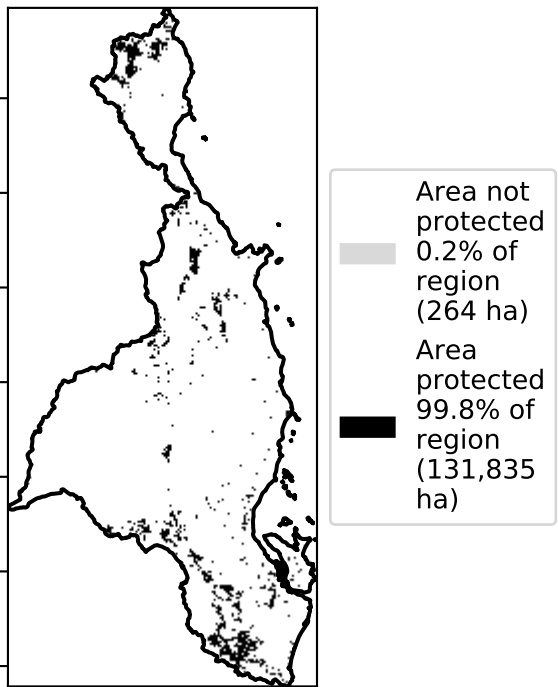 Area not
protected
0.2% of
region
(264 ha)
Area
protected
99.8% of
region
(131,835
ha)